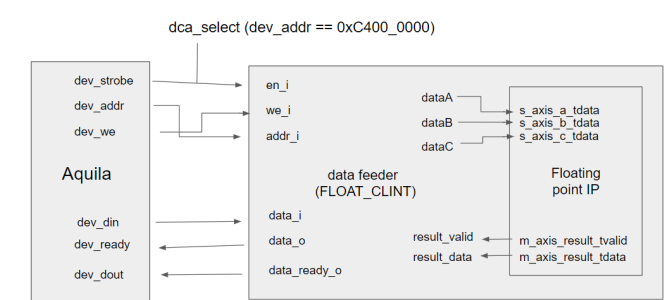 dca_select (dev_addr == 0xC400_0000)
dev_strobe
dev_addr
dev_we
Aquila
dev_din
dev_ready
dev_dout
en_i
we_i
addr_i
data feeder
(FLOAT_CLINT)
data_i
data_o
data_ready_o
dataA
dataB
dataC
result_valid
result_data
s_axis_a_tdata
s_axis_b_tdata
s_axis_c_tdata
Floating
point IP
m_axis_result_tvalid
m_axis_result_tdata